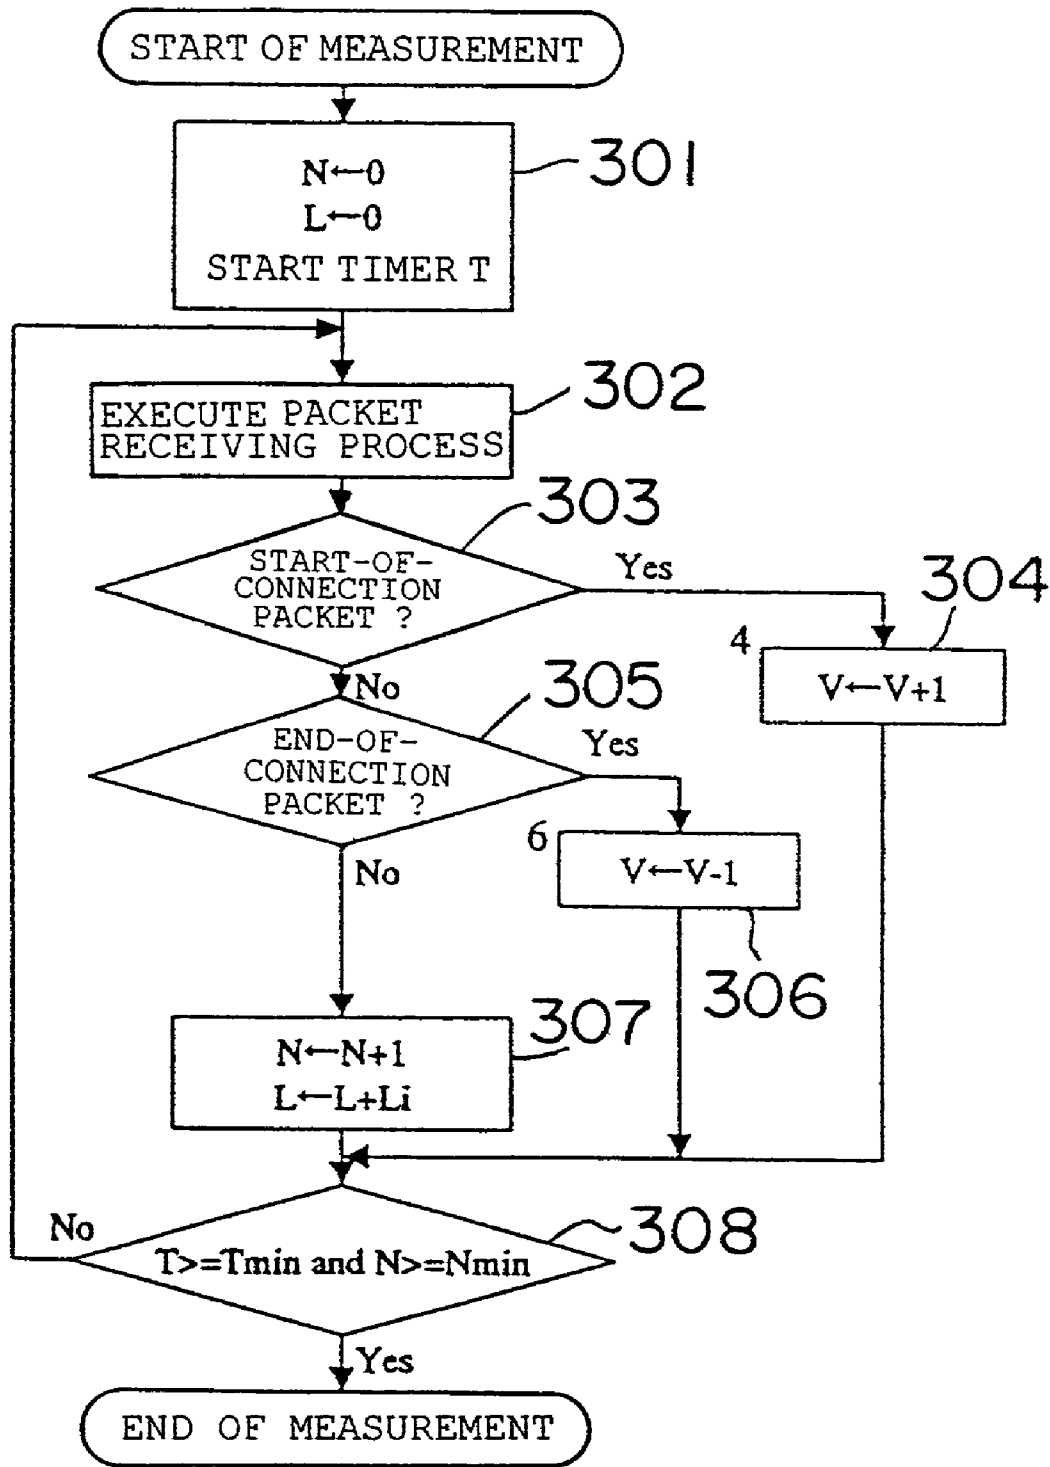 START OF MEASUREMENT
N←0
L←0
START TIMER T
301
EXECUTE PACKET
RECEIVING PROCESS
302
START-OF-
CONNECTION
PACKET ?
303
Yes
304
4
V←V+1
No
END-OF-
CONNECTION
PACKET ?
305
Yes
6
V←V-1
306
No
N←N+1
L←L+Li
307
T>=Tmin and N>=Nmin
308
No
Yes
END OF MEASUREMENT